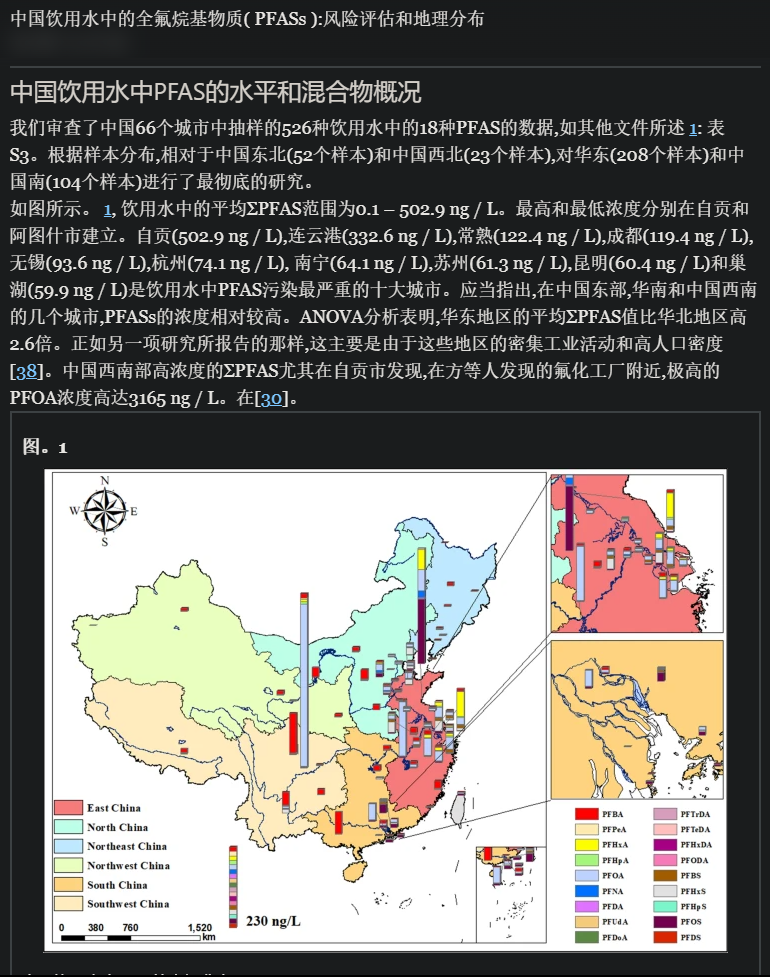 中国饮用水中的全氟烷基物质( PFASs ):风险评估和地理分布
中国饮用水中PFAS的水平和混合物概况
我们审查了中国66个城市中抽样的526种饮用水中的18种PFAS的数据,如其他文件所述 1: 表
S3。根据样本分布,相对于中国东北(52个样本)和中国西北(23个样本),对华东(208个样本)和中
国南(104个样本)进行了最彻底的研究。
如图所示。 1, 饮用水中的平均ΣPFAS范围为0.1 – 502.9 ng / L。最高和最低浓度分别在自贡和
阿图什市建立。自贡(502.9 ng / L),连云港(332.6 ng / L),常熟(122.4 ng / L),成都(119.4 ng / L),
无锡(93.6 ng / L),杭州(74.1 ng / L), 南宁(64.1 ng / L),苏州(61.3 ng / L),昆明(60.4 ng / L)和巢
湖(59.9 ng / L)是饮用水中PFAS污染最严重的十大城市。应当指出,在中国东部,华南和中国西南
的几个城市,PFASs的浓度相对较高。ANOVA分析表明,华东地区的平均ΣPFAS值比华北地区高
2.6倍。正如另一项研究所报告的那样,这主要是由于这些地区的密集工业活动和高人口密度
[38]。中国西南部高浓度的ΣPFAS尤其在自贡市发现,在方等人发现的氟化工厂附近,极高的
PFOA浓度高达3165 ng / L。在[30]。
图。1
N
W E
S
East China
North China
Northeast China
Northwest China
South China
Southwest China
0 380 760 1,520
km
230 ng/L
PFBA
PFPeA
PFHxA
PFHpA
PFOA
PFNA
PFDA
PFUdA
PFDoA
PFTrDA
PFTeDA
PFHxDA
PFODA
PFBS
PFHxS
PFHpS
PFOS
PFDS